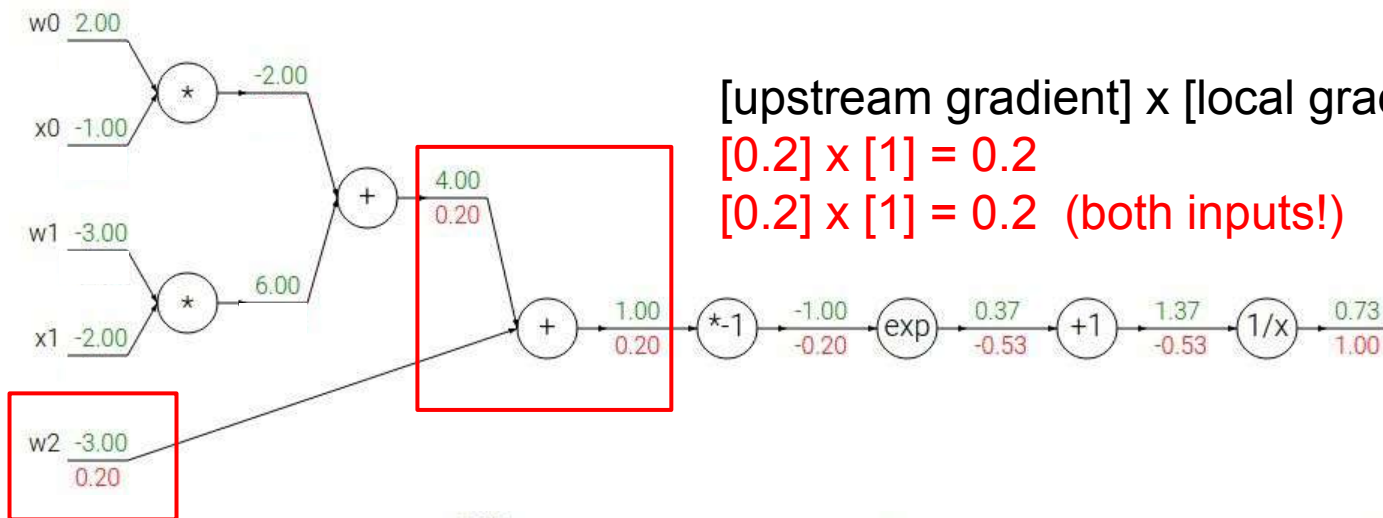 w0 2.00
-2.00
*
x0 -1.00
[upstream gradient] x [local
[0.2] x [1] = 0.2
[0.2] x [1] = 0.2 (both inputs!)
4.00
+
0.20
w1 -3.00
6.00
*
x1 -2.00
+
1.00
0.20
*-1
-1.00
-0.20
exp
0.37
-0.53
+1
1.37
-0.53
1/x
0.73
1.00
w2 -3.00
0.20